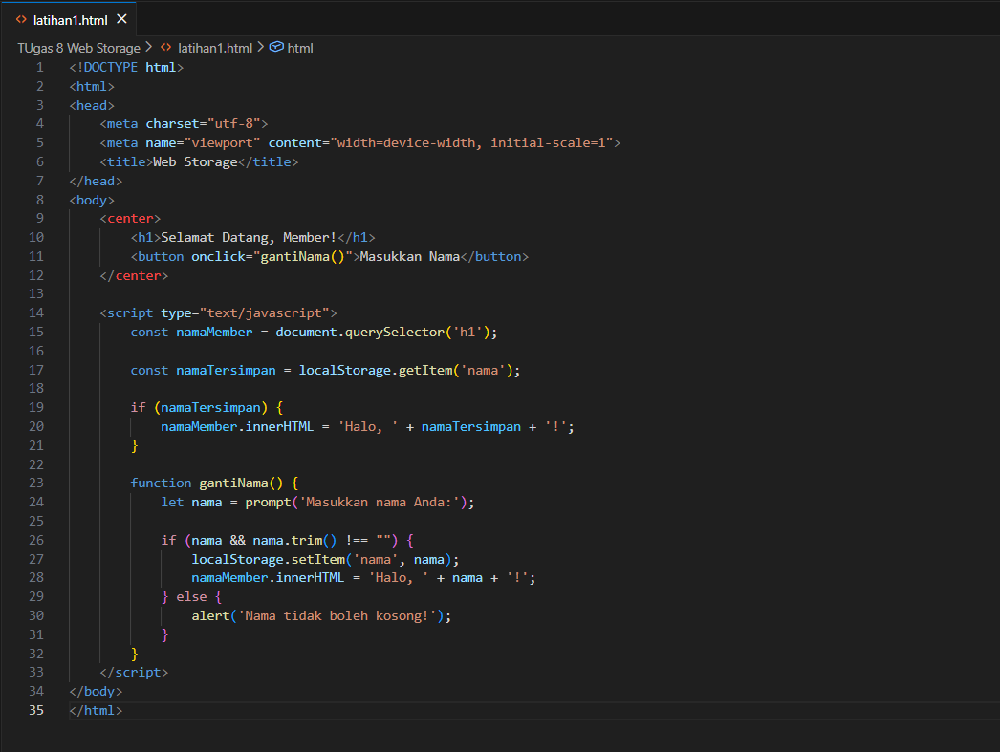 latihan1.html
TUgas 8 Web Storage > latihan1.html > html
1 <!DOCTYPE html>
2 <html>
3 <head>
4     <meta charset="utf-8">
5     <meta name="viewport" content="width=device-width, initial-scale=1">
6     <title>Web Storage</title>
7 </head>
8 <body>
9     <center>
10         <h1>Selamat Datang, Member!</h1>
11         <button onclick="gantiNama()">Masukkan Nama</button>
12     </center>
13
14     <script type="text/javascript">
15         const namaMember = document.querySelector('h1');
16
17         const namaTersimpan = localStorage.getItem('nama');
18
19         if (namaTersimpan) {
20             namaMember.innerHTML = 'Halo, ' + namaTersimpan + '!';
21         }
22
23         function gantiNama() {
24             let nama = prompt('Masukkan nama Anda:');
25
26             if (nama && nama.trim() !== "") {
27                 localStorage.setItem('nama', nama);
28                 namaMember.innerHTML = 'Halo, ' + nama + '!';
29             } else {
30                 alert('Nama tidak boleh kosong!');
31             }
32         }
33     </script>
34 </body>
35 </html>